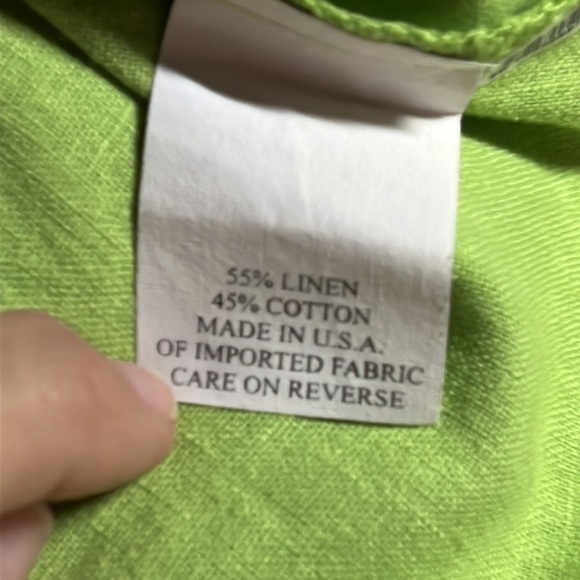 55% LINEN
45% COTTON
MADE IN U.S.A.
OF IMPORTED FABRIC
CARE ON REVERSE